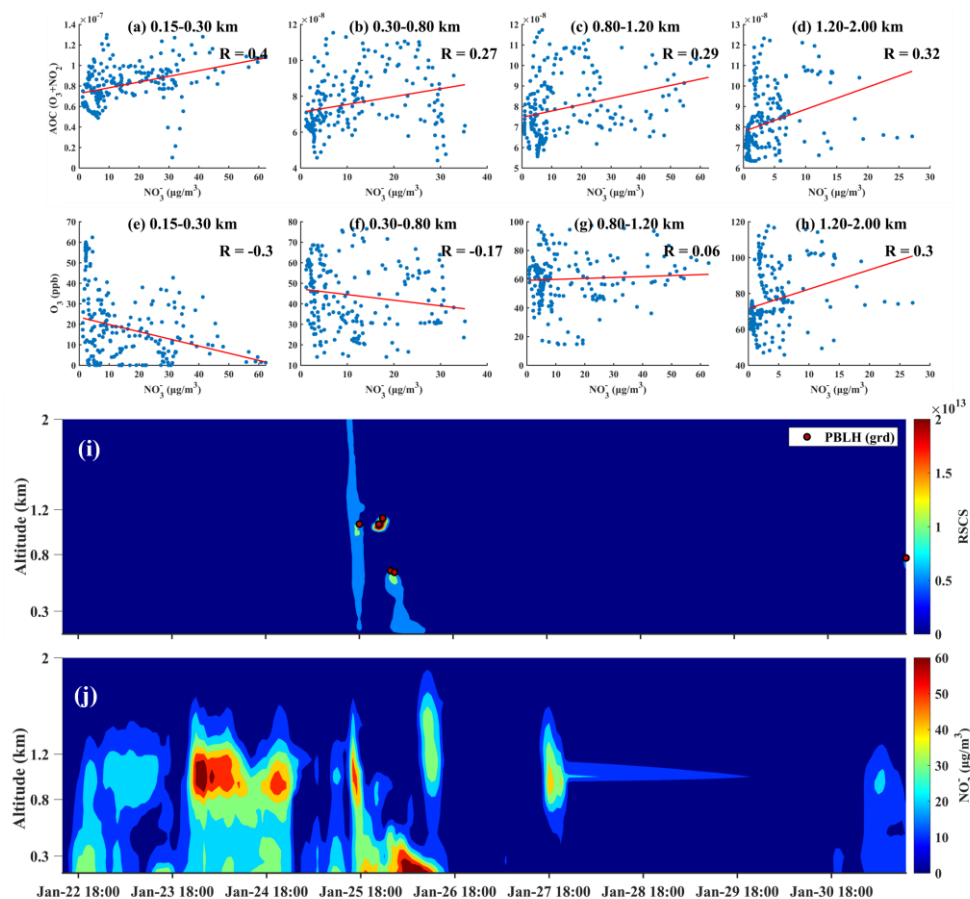 ×10⁻⁷
(a) 0.15-0.30 km
R =-0.4
AOC (O₃+NO₂)
1.4
1.2
1
0.8
0.6
0.4
0.2
0
0 10 20 30 40 50 60
NO₃⁻ (μg/m³)
×10⁻⁸
(b) 0.30-0.80 km
R = 0.27
12
10
8
6
4
0 10 20 30 40
NO₃⁻ (μg/m³)
×10⁻⁸
(c) 0.80-1.20 km
R = 0.29
12
11
10
9
8
7
6
5
0 10 20 30 40 50 60
NO₃⁻ (μg/m³)
×10⁻⁸
(d) 1.20-2.00 km
R = 0.32
13
12
11
10
9
8
7
6
0 5 10 15 20 25 30
NO₃⁻ (μg/m³)
(e) 0.15-0.30 km
R = -0.3
O₃ (ppb)
70
60
50
40
30
20
10
0
0 10 20 30 40 50 60
NO₃⁻ (μg/m³)
(f) 0.30-0.80 km
R = -0.17
80
70
60
50
40
30
20
10
0 10 20 30 40
NO₃⁻ (μg/m³)
(g) 0.80-1.20 km
R = 0.06
100
90
80
70
60
50
40
30
20
10
0
0 10 20 30 40 50 60
NO₃⁻ (μg/m³)
(h) 1.20-2.00 km
R = 0.3
120
100
80
60
40
0 5 10 15 20 25 30
NO₃⁻ (μg/m³)
(i)
PBLH (grd)
Altitude (km)
2
1.2
0.8
0.3
×10¹³
2
1.5
1
0.5
0
RSCS
(j)
Altitude (km)
2
1.2
0.8
0.3
60
50
40
30
20
10
0
NO₃⁻ (μg/m³)
Jan-22 18:00 Jan-23 18:00 Jan-24 18:00 Jan-25 18:00 Jan-26 18:00 Jan-27 18:00 Jan-28 18:00 Jan-29 18:00 Jan-30 18:00